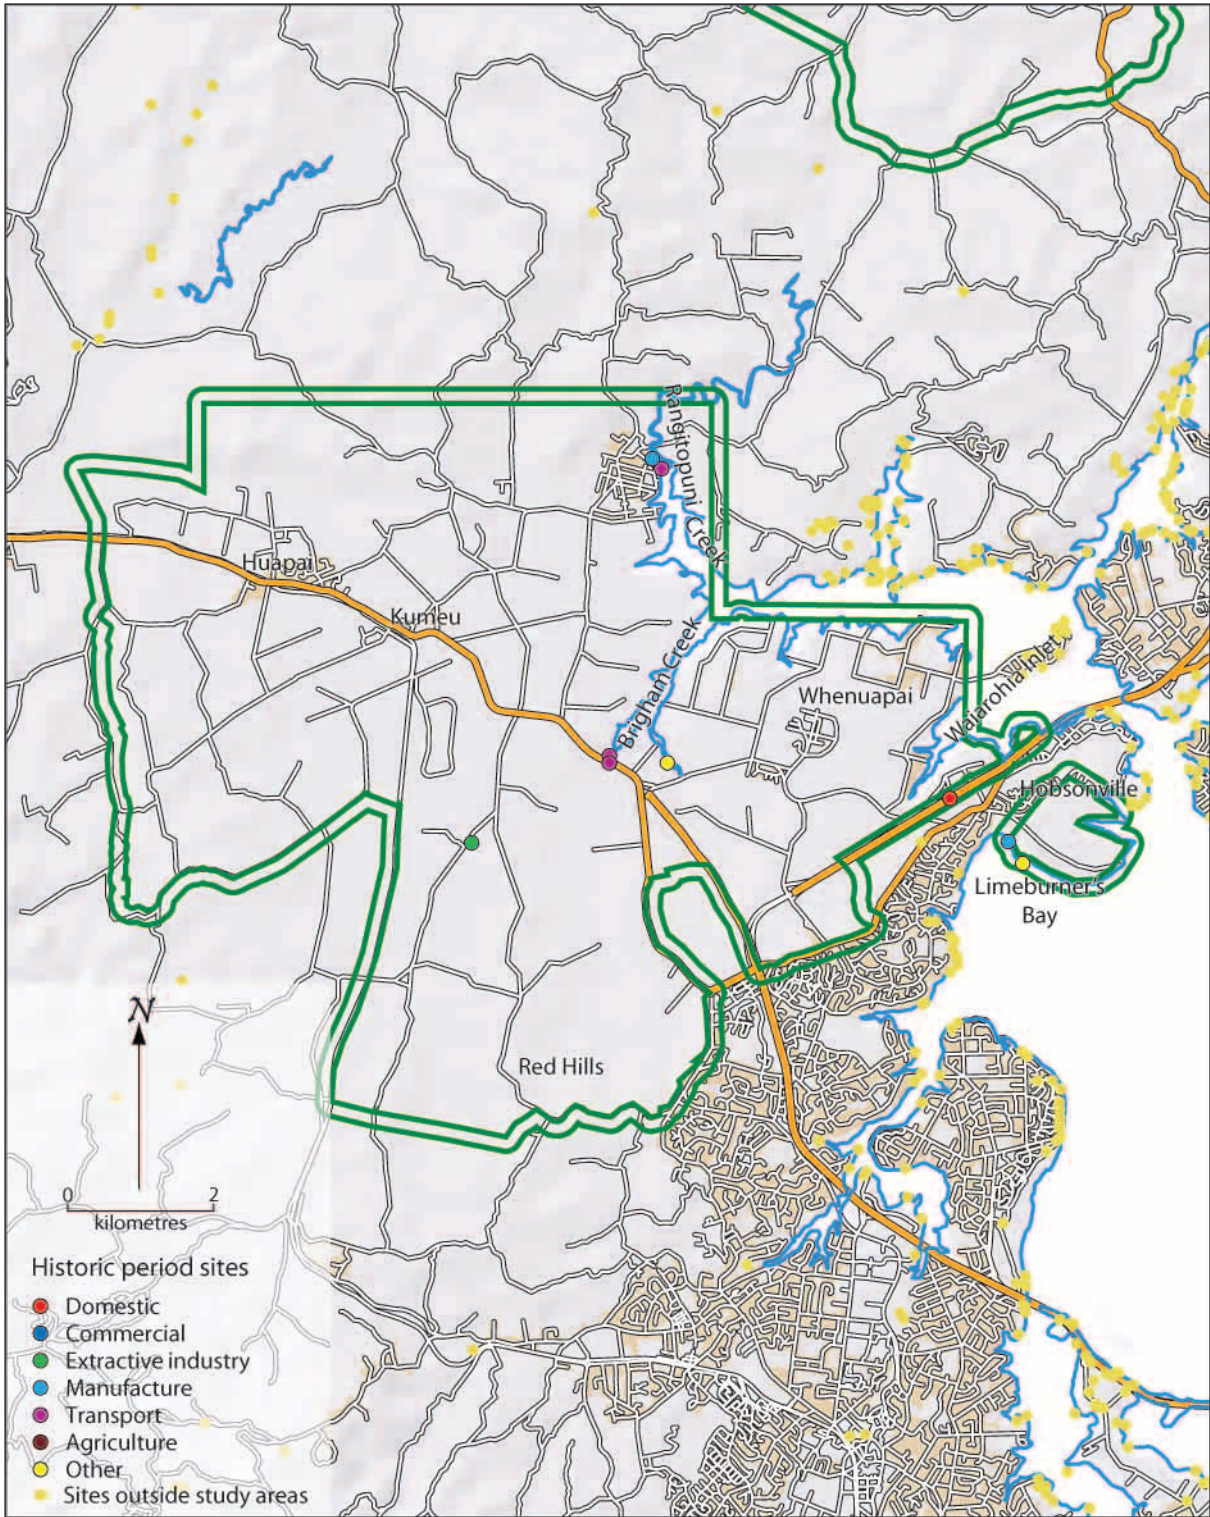 Rangitopuni Creek
Huapai
Kumeu
Brigham Creek
Whenuapai
Waiarohia Inlet
Hobsonville
Limeburner's
Bay
Red Hills
N
0 2
kilometres
Historic period sites
Domestic
Commercial
Extractive industry
Manufacture
Transport
Agriculture
Other
Sites outside study areas